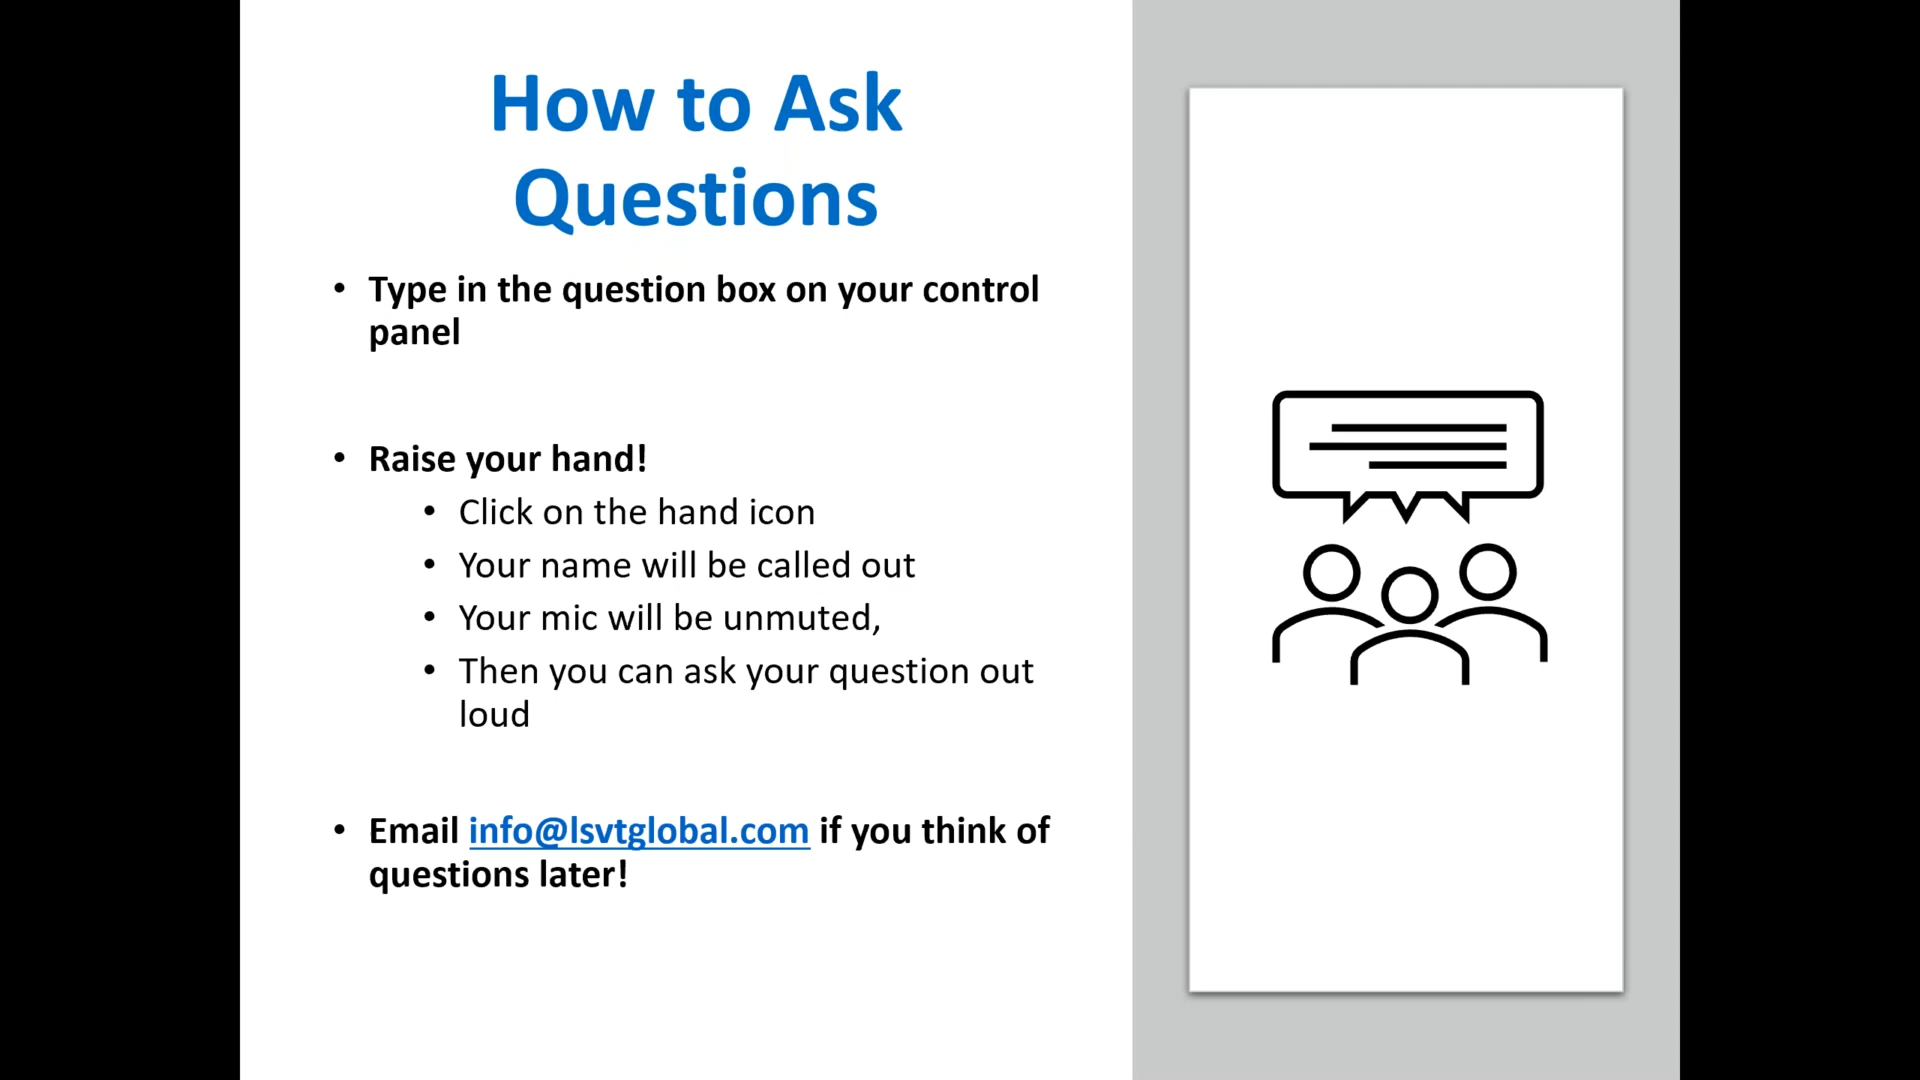 How to Ask
Questions
• Type in the question box on your control
panel
• Raise your hand!
• Click on the hand icon
• Your name will be called out
• Your mic will be unmuted,
• Then you can ask your question out
loud
• Email info@lsvtglobal.com if you think of
questions later!